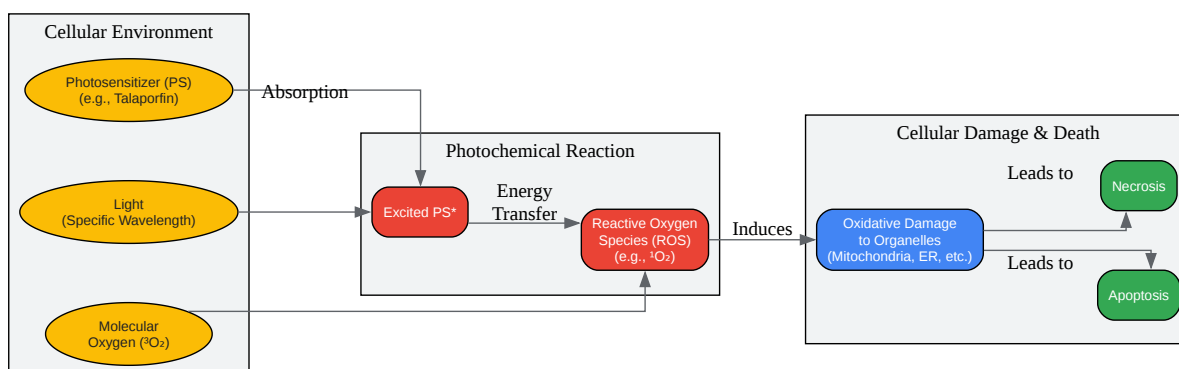 Cellular Environment
Photosensitizer (PS)
(e.g., Talaporfin)
Absorption
Light
(Specific Wavelength)
Molecular
Oxygen (³O₂)
Photochemical Reaction
Excited PS*
Energy
Transfer
Reactive Oxygen
Species (ROS)
(e.g., ¹O₂)
Induces
Cellular Damage & Death
Oxidative Damage
to Organelles
(Mitochondria, ER, etc.)
Leads to
Necrosis
Leads to
Apoptosis